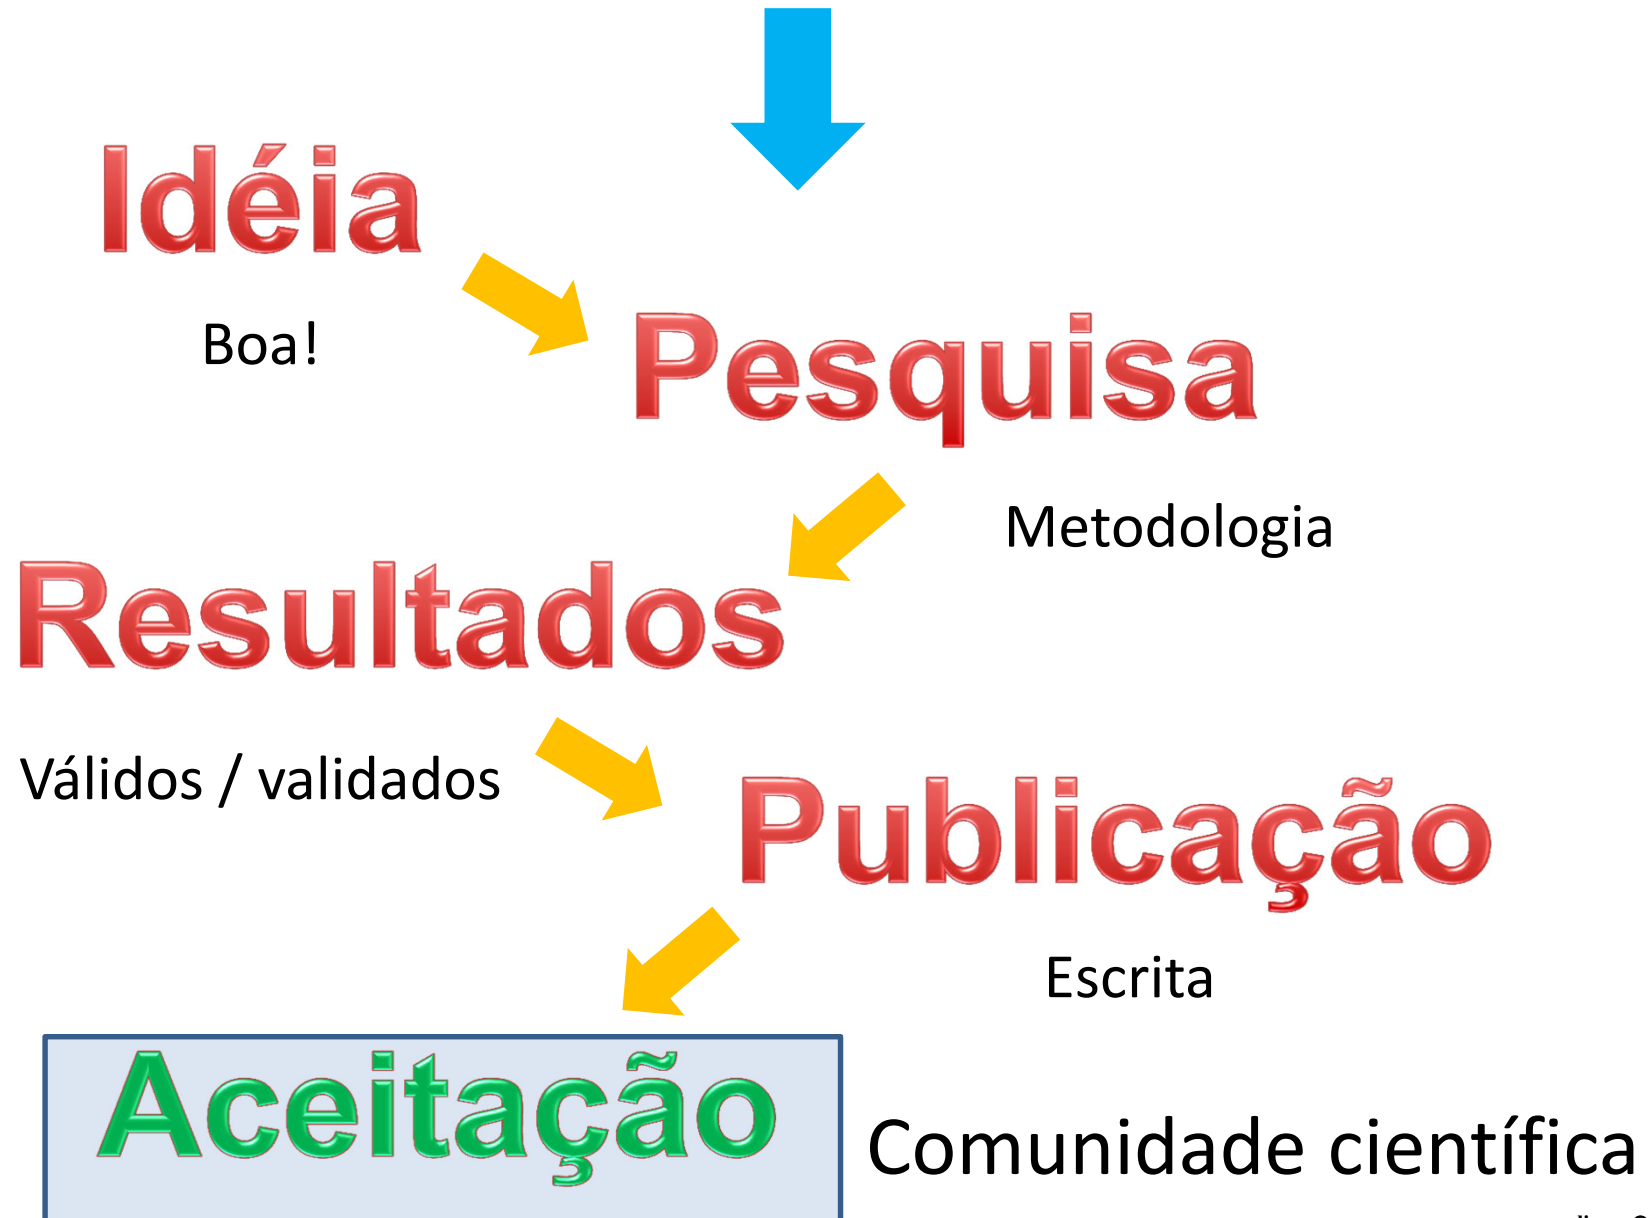 Idéia
Boa!
Pesquisa
Metodologia
Resultados
Válidos / validados
Publicação
Escrita
Aceitação
Comunidade científica